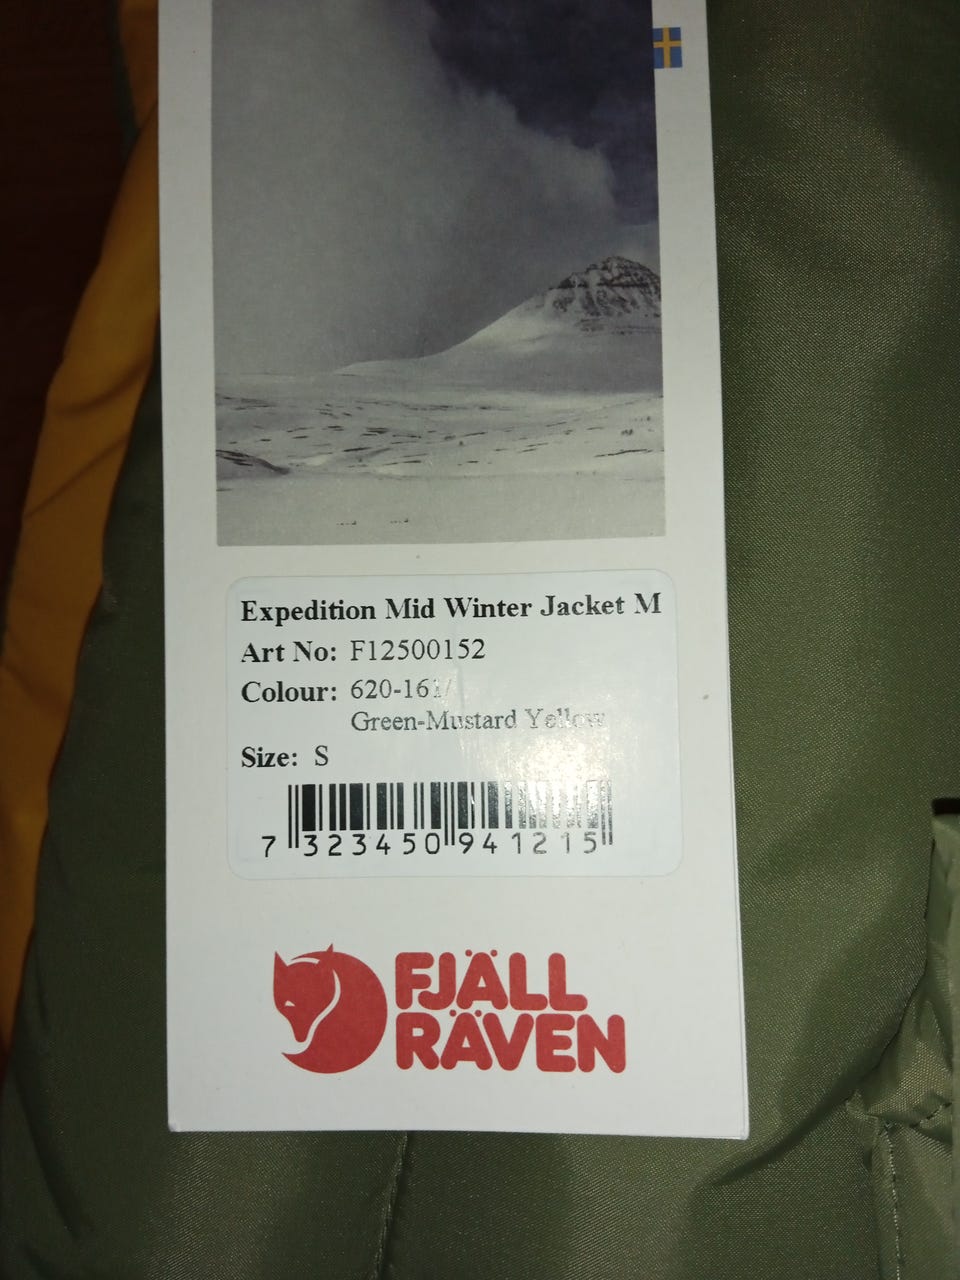 Expedition Mid Winter Jacket M
Art No: F12500152
Colour: 620-161/
Green-Mustard Yellow
Size: S
7 323450 941215
FJÄLL
RÄVEN